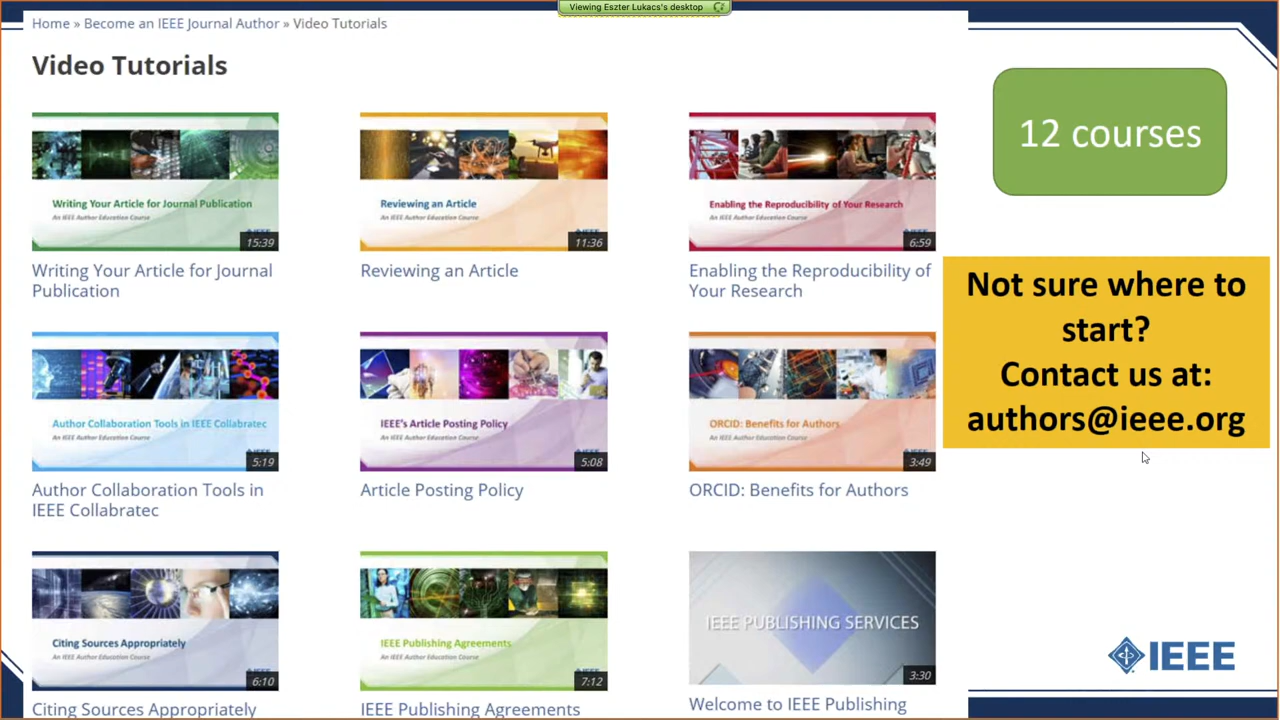 Viewing Eszter Lukacs's desktop
Home » Become an IEEE Journal Author » Video Tutorials
Video Tutorials
Writing Your Article for Journal Publication
An IEEE Author Education Course
15:39
Writing Your Article for Journal
Publication
Reviewing an Article
An IEEE Author Education Course
11:36
Reviewing an Article
Enabling the Reproducibility of Your Research
An IEEE Author Education Course
6:59
Enabling the Reproducibility of
Your Research
12 courses
Not sure where to
start?
Contact us at:
authors@ieee.org
Author Collaboration Tools in IEEE Collabratec
An IEEE Author Education Course
5:19
Author Collaboration Tools in
IEEE Collabratec
IEEE's Article Posting Policy
An IEEE Author Education Course
5:08
Article Posting Policy
ORCID: Benefits for Authors
An IEEE Author Education Course
3:49
ORCID: Benefits for Authors
Citing Sources Appropriately
An IEEE Author Education Course
6:10
Citing Sources Appropriately
IEEE Publishing Agreements
An IEEE Author Education Course
7:12
IEEE Publishing Agreements
IEEE PUBLISHING SERVICES
3:30
Welcome to IEEE Publishing
IEEE